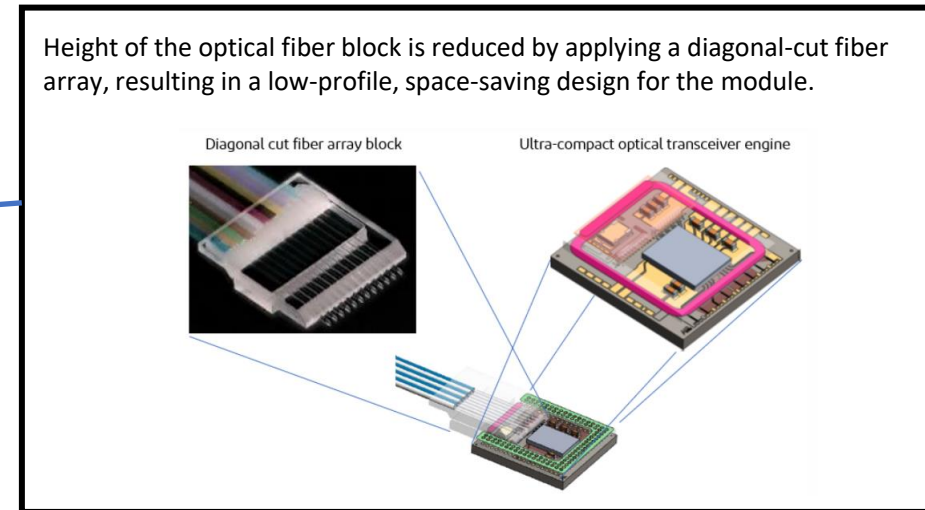 Height of the optical fiber block is reduced by applying a diagonal-cut fiber
array, resulting in a low-profile, space-saving design for the module.
Diagonal cut fiber array block
Ultra-compact optical transceiver engine